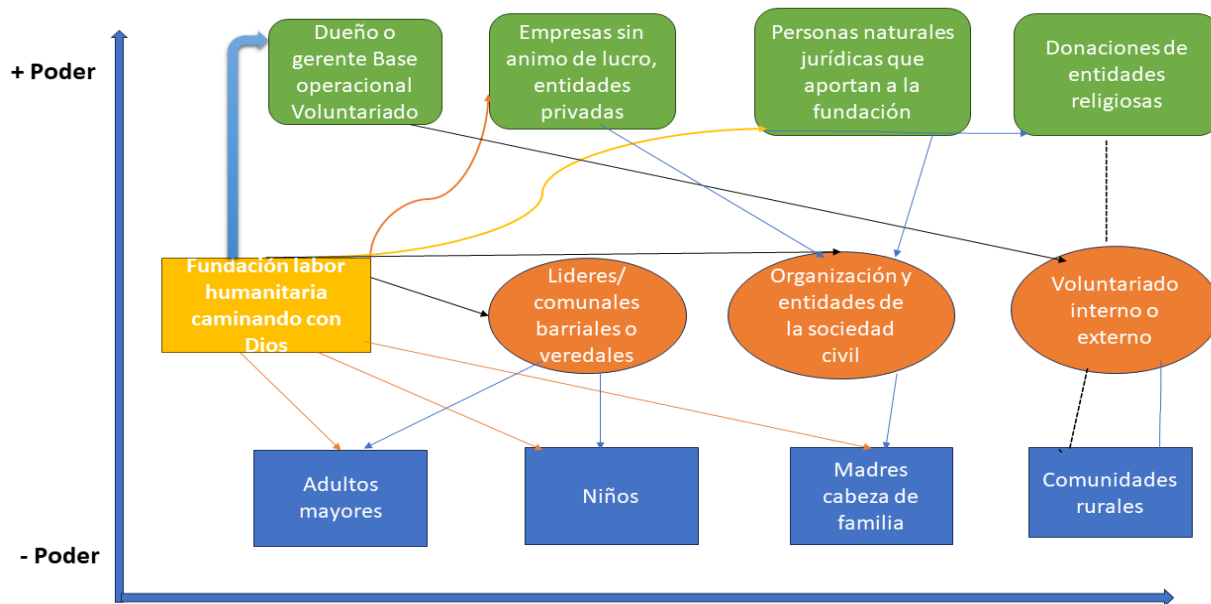 + Poder
Dueño o
gerente Base
operacional
Voluntariado
Empresas sin
animo de lucro,
entidades
privadas
Personas naturales
jurídicas que
aportan a la
fundación
Donaciones de
entidades
religiosas
Fundación labor
humanitaria
caminando con
Dios
Lideres/
comunales
barriales o
veredales
Organización y
entidades de
la sociedad
civil
Voluntariado
interno o
externo
Adultos
mayores
Niños
Madres
cabeza de
familia
Comunidades
rurales
- Poder